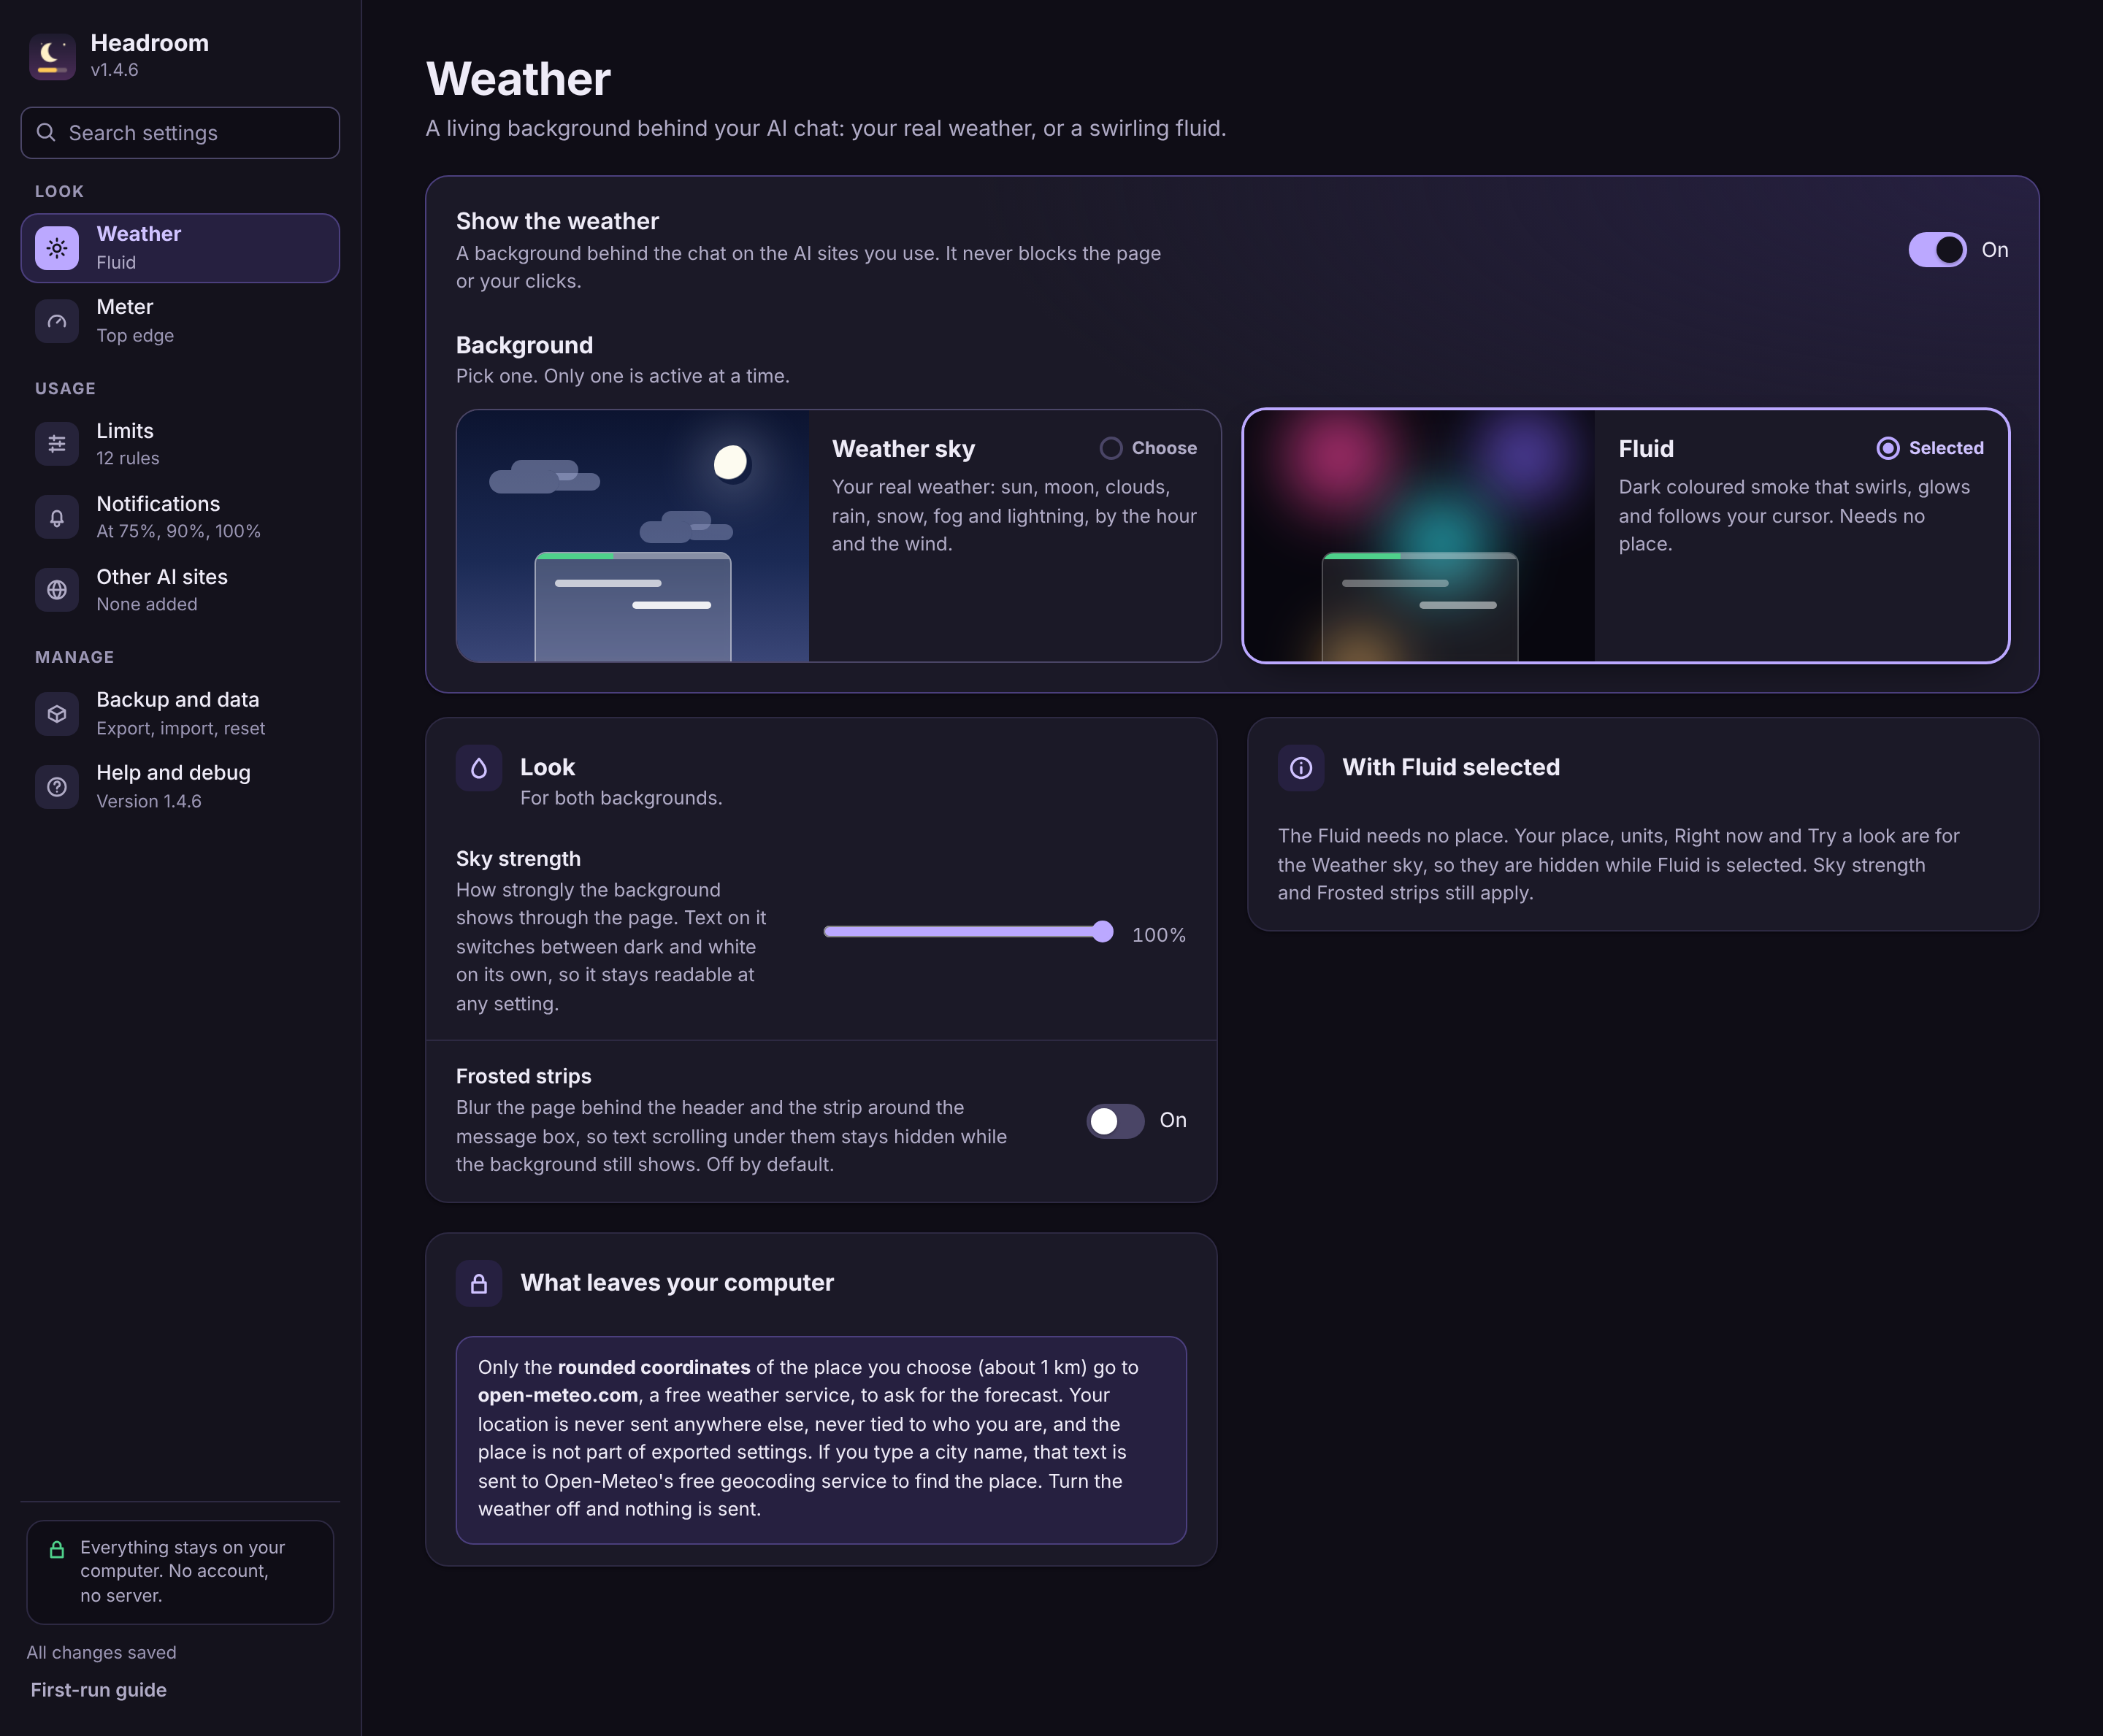 Headroom
v1.4.6
Search settings
LOOK
Weather
Fluid
Meter
Top edge
USAGE
Limits
12 rules
Notifications
At 75%, 90%, 100%
Other AI sites
None added
MANAGE
Backup and data
Export, import, reset
Help and debug
Version 1.4.6
Everything stays on your
computer. No account,
no server.
All changes saved
First-run guide
Weather
A living background behind your AI chat: your real weather, or a swirling fluid.
Show the weather
A background behind the chat on the AI sites you use. It never blocks the page
or your clicks.
On
Background
Pick one. Only one is active at a time.
Weather sky
Choose
Your real weather: sun, moon, clouds,
rain, snow, fog and lightning, by the hour
and the wind.
Fluid
Selected
Dark coloured smoke that swirls, glows
and follows your cursor. Needs no
place.
Look
For both backgrounds.
Sky strength
How strongly the background
shows through the page. Text on it
switches between dark and white
on its own, so it stays readable at
any setting.
100%
Frosted strips
Blur the page behind the header and the strip around the
message box, so text scrolling under them stays hidden while
the background still shows. Off by default.
On
With Fluid selected
The Fluid needs no place. Your place, units, Right now and Try a look are for
the Weather sky, so they are hidden while Fluid is selected. Sky strength
and Frosted strips still apply.
What leaves your computer
Only the rounded coordinates of the place you choose (about 1 km) go to
open-meteo.com, a free weather service, to ask for the forecast. Your
location is never sent anywhere else, never tied to who you are, and the
place is not part of exported settings. If you type a city name, that text is
sent to Open-Meteo's free geocoding service to find the place. Turn the
weather off and nothing is sent.